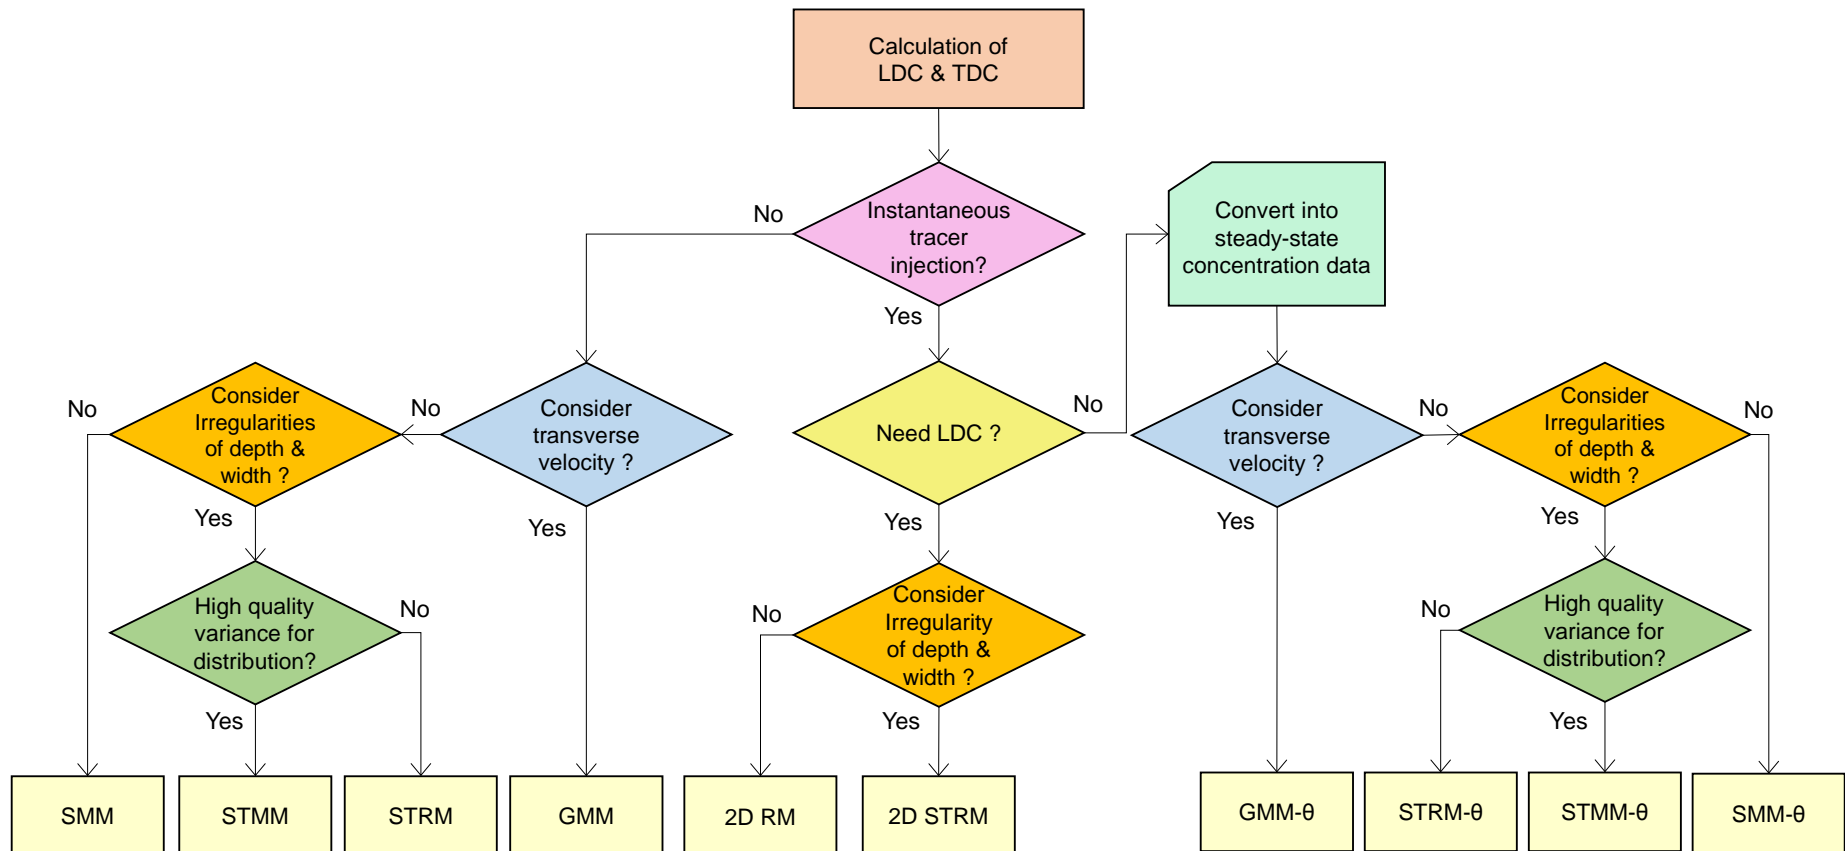 Calculation of
LDC & TDC
Instantaneous
tracer
injection?
No
Yes
Convert into
steady-state
concentration data
Need LDC ?
No
Yes
Consider
transverse
velocity ?
No
Yes
Consider
Irregularities
of depth &
width ?
No
Yes
High quality
variance for
distribution?
No
Yes
Consider
Irregularity
of depth &
width ?
No
Yes
Consider
transverse
velocity ?
No
Yes
Consider
Irregularities
of depth &
width ?
No
Yes
High quality
variance for
distribution?
No
Yes
SMM
STMM
STRM
GMM
2D RM
2D STRM
GMM-θ
STRM-θ
STMM-θ
SMM-θ